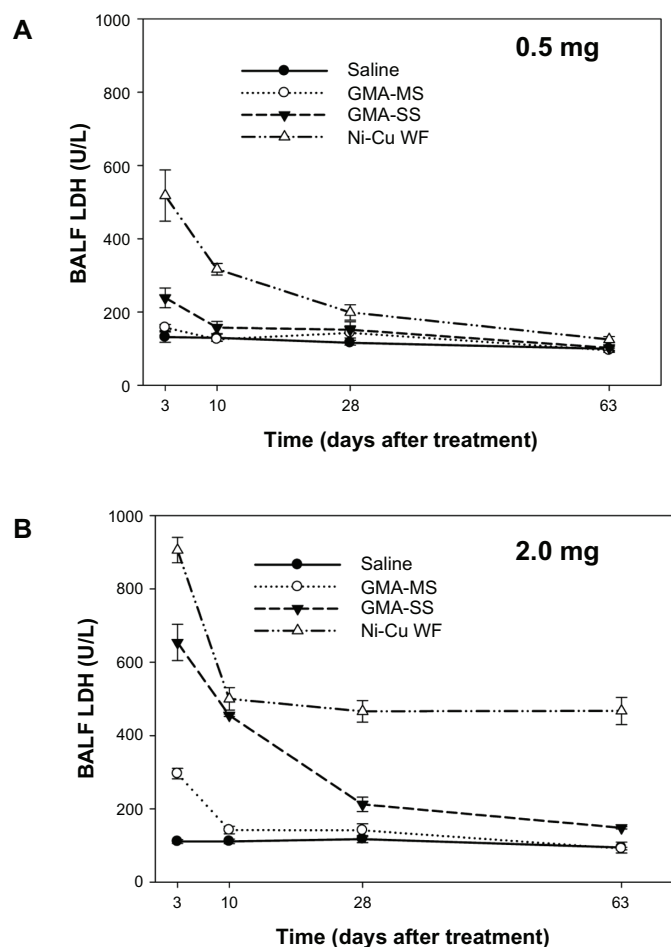 A
0.5 mg
1000
800
600
400
200
0
BALF LDH (U/L)
Saline
GMA-MS
GMA-SS
Ni-Cu WF
3 10 28 63
Time (days after treatment)
B
2.0 mg
1000
800
600
400
200
0
BALF LDH (U/L)
Saline
GMA-MS
GMA-SS
Ni-Cu WF
3 10 28 63
Time (days after treatment)